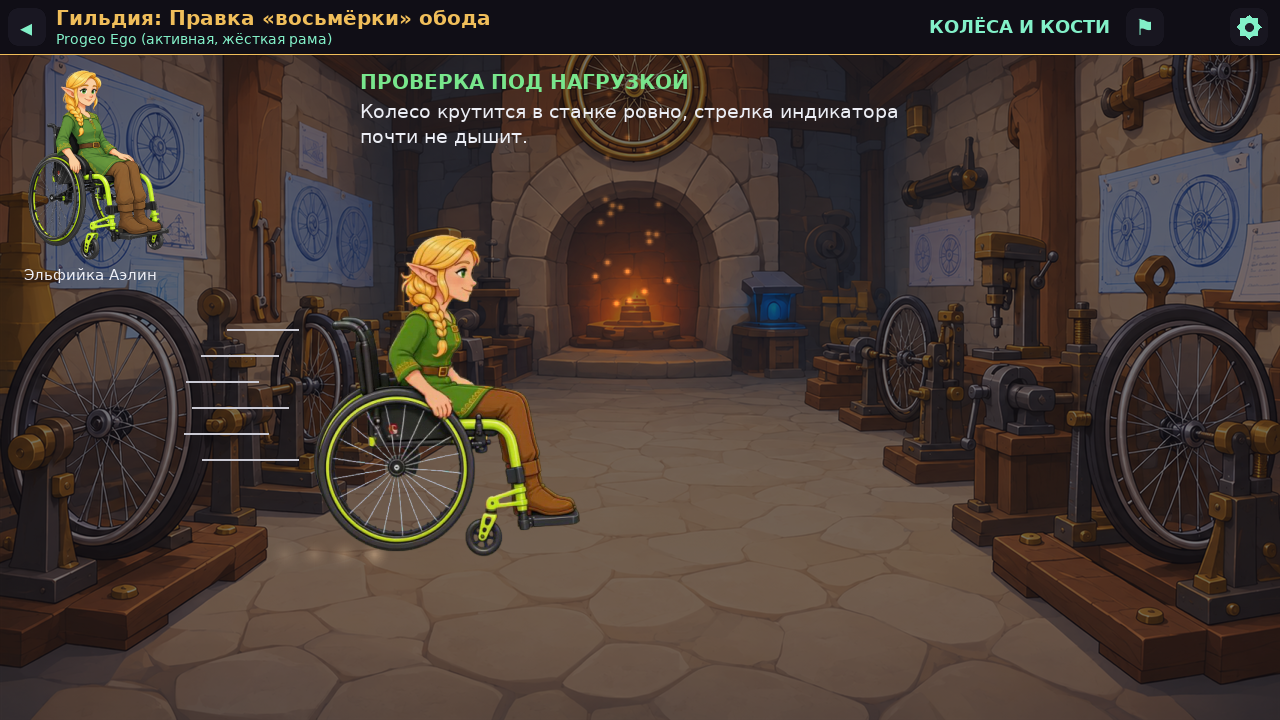 Гильдия: Правка «восьмёрки» обода
Progeo Ego (активная, жёсткая рама)
КОЛЁСА И КОСТИ
ПРОВЕРКА ПОД НАГРУЗКОЙ
Колесо крутится в станке ровно, стрелка индикатора
почти не дышит.
Эльфийка Аэлин